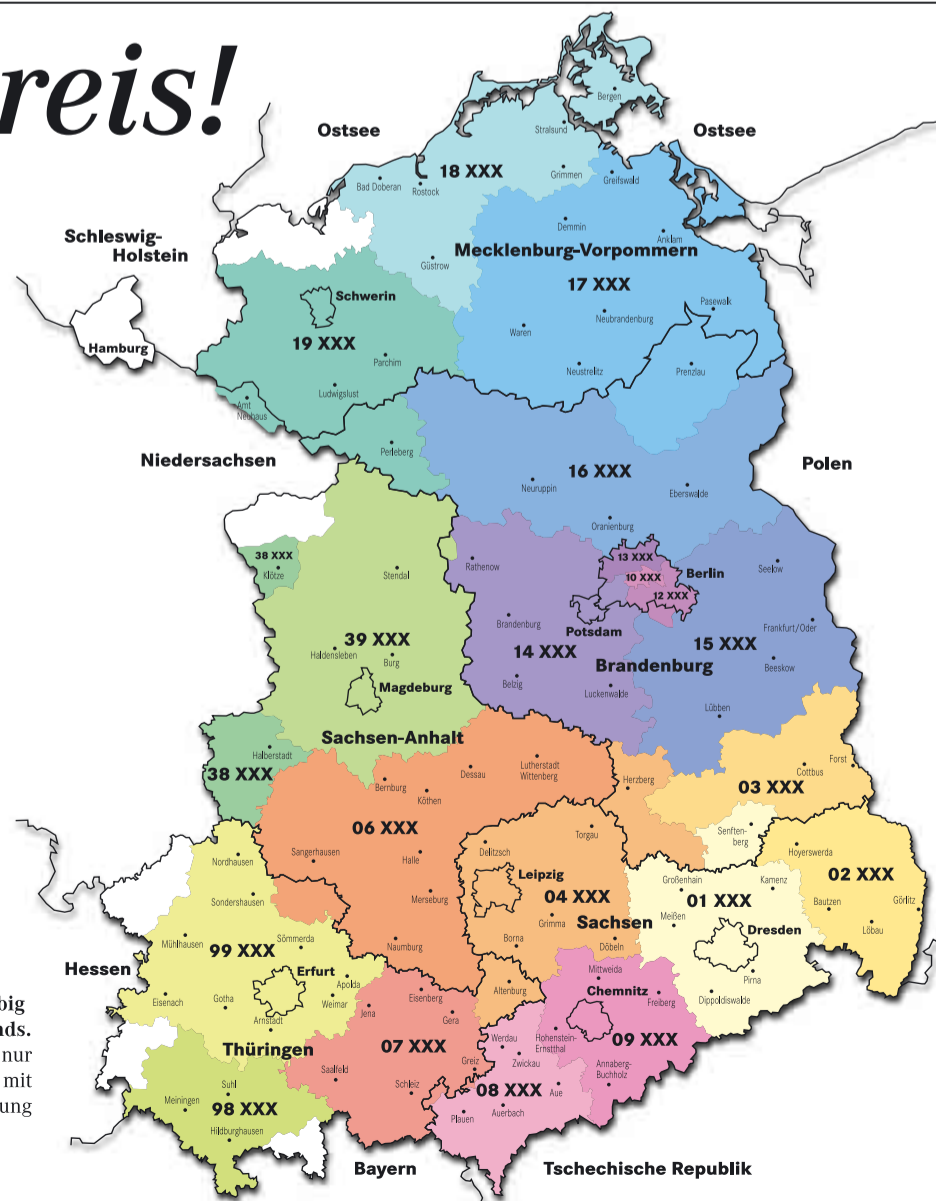 reis!
Ostsee
Ostsee
Bergen
Stralsund
18 XXX
Grimmen
Greifswald
Bad Doberan
Rostock
Schleswig-
Holstein
Demmin
Anklam
Mecklenburg-Vorpommern
Güstrow
17 XXX
Schwerin
Pasewalk
Neubrandenburg
Waren
19 XXX
Hamburg
Parchim
Neustrelitz
Prenzlau
Ludwigslust
Amt
Neuhaus
Perleberg
Niedersachsen
16 XXX
Polen
Neuruppin
Eberswalde
Oranienburg
38 XXX
Klötze
Stendal
Rathenow
13 XXX
10 XXX
Berlin
12 XXX
Seelow
Brandenburg
Potsdam
Frankfurt/Oder
39 XXX
Haldensleben
Burg
14 XXX
15 XXX
Brandenburg
Beeskow
Magdeburg
Belzig
Luckenwalde
Lübben
Sachsen-Anhalt
Halberstadt
38 XXX
Dessau
Lutherstadt
Wittenberg
Bernburg
Köthen
Herzberg
Cottbus
Forst
03 XXX
06 XXX
Torgau
Senften-
berg
Sangerhausen
Halle
Delitzsch
Hoyerswerda
Nordhausen
Leipzig
Großenhain
Kamenz
02 XXX
Sondershausen
Merseburg
04 XXX
01 XXX
Bautzen
Görlitz
Grimma
Sachsen
Meißen
Löbau
Mühlhausen
Sömmerda
Naumburg
Borna
Döbeln
Dresden
99 XXX
Hessen
Erfurt
Apolda
Mittweida
Pirna
Eisenach
Gotha
Weimar
Eisenberg
Altenburg
Chemnitz
Freiberg
Dippoldiswalde
Arnstadt
Jena
Gera
big
nds.
nur
mit
ung
Thüringen
07 XXX
Werdau
Hohenstein-
Ernstthal
09 XXX
Zwickau
Saalfeld
Greiz
Annaberg-
Buchholz
Suhl
Schleiz
08 XXX
Aue
Meiningen
98 XXX
Plauen
Auerbach
Hildburghausen
Bayern
Tschechische Republik